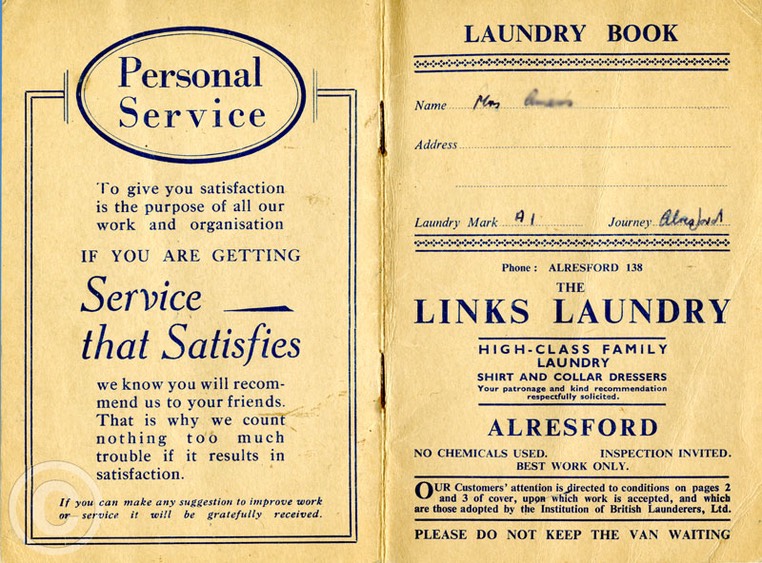 Personal
Service
To give you satisfaction
is the purpose of all our
work and organisation
IF YOU ARE GETTING
Service
that Satisfies
we know you will recom-
mend us to your friends.
That is why we count
nothing too much
trouble if it results in
satisfaction.
If you can make any suggestion to improve work
or service it will be gratefully received.
LAUNDRY BOOK
Name Mrs
Address
Laundry Mark A1 Journey Alresford
Phone: ALRESFORD 138
THE
LINKS LAUNDRY
HIGH-CLASS FAMILY
LAUNDRY
SHIRT AND COLLAR DRESSERS
Your patronage and kind recommendation
respectfully solicited.
ALRESFORD
NO CHEMICALS USED. INSPECTION INVITED.
BEST WORK ONLY.
OUR Customers' attention is directed to conditions on pages 2
and 3 of cover, upon which work is accepted, and which
are those adopted by the Institution of British Launderers, Ltd.
PLEASE DO NOT KEEP THE VAN WAITING
©